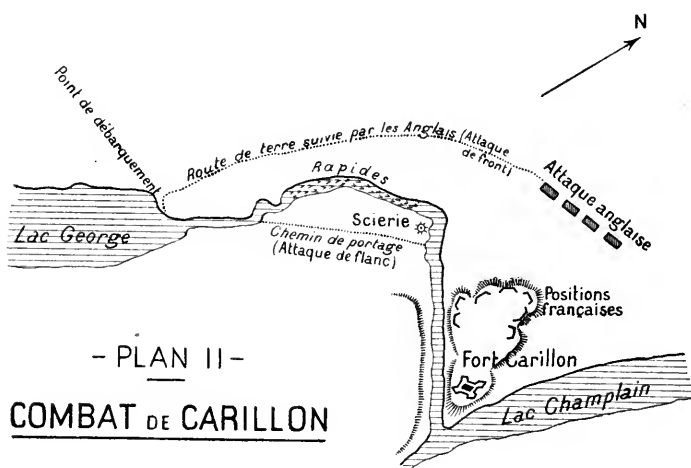 N
Point de débarquement
Route de terre suivie par les Anglais (Attaque
de front)
Rapides
Attaque anglaise
Lac George
Scierie
Chemin de portage
(Attaque de flanc)
Positions
françaises
Fort Carillon
Lac Champlain
- PLAN II -
COMBAT DE CARILLON